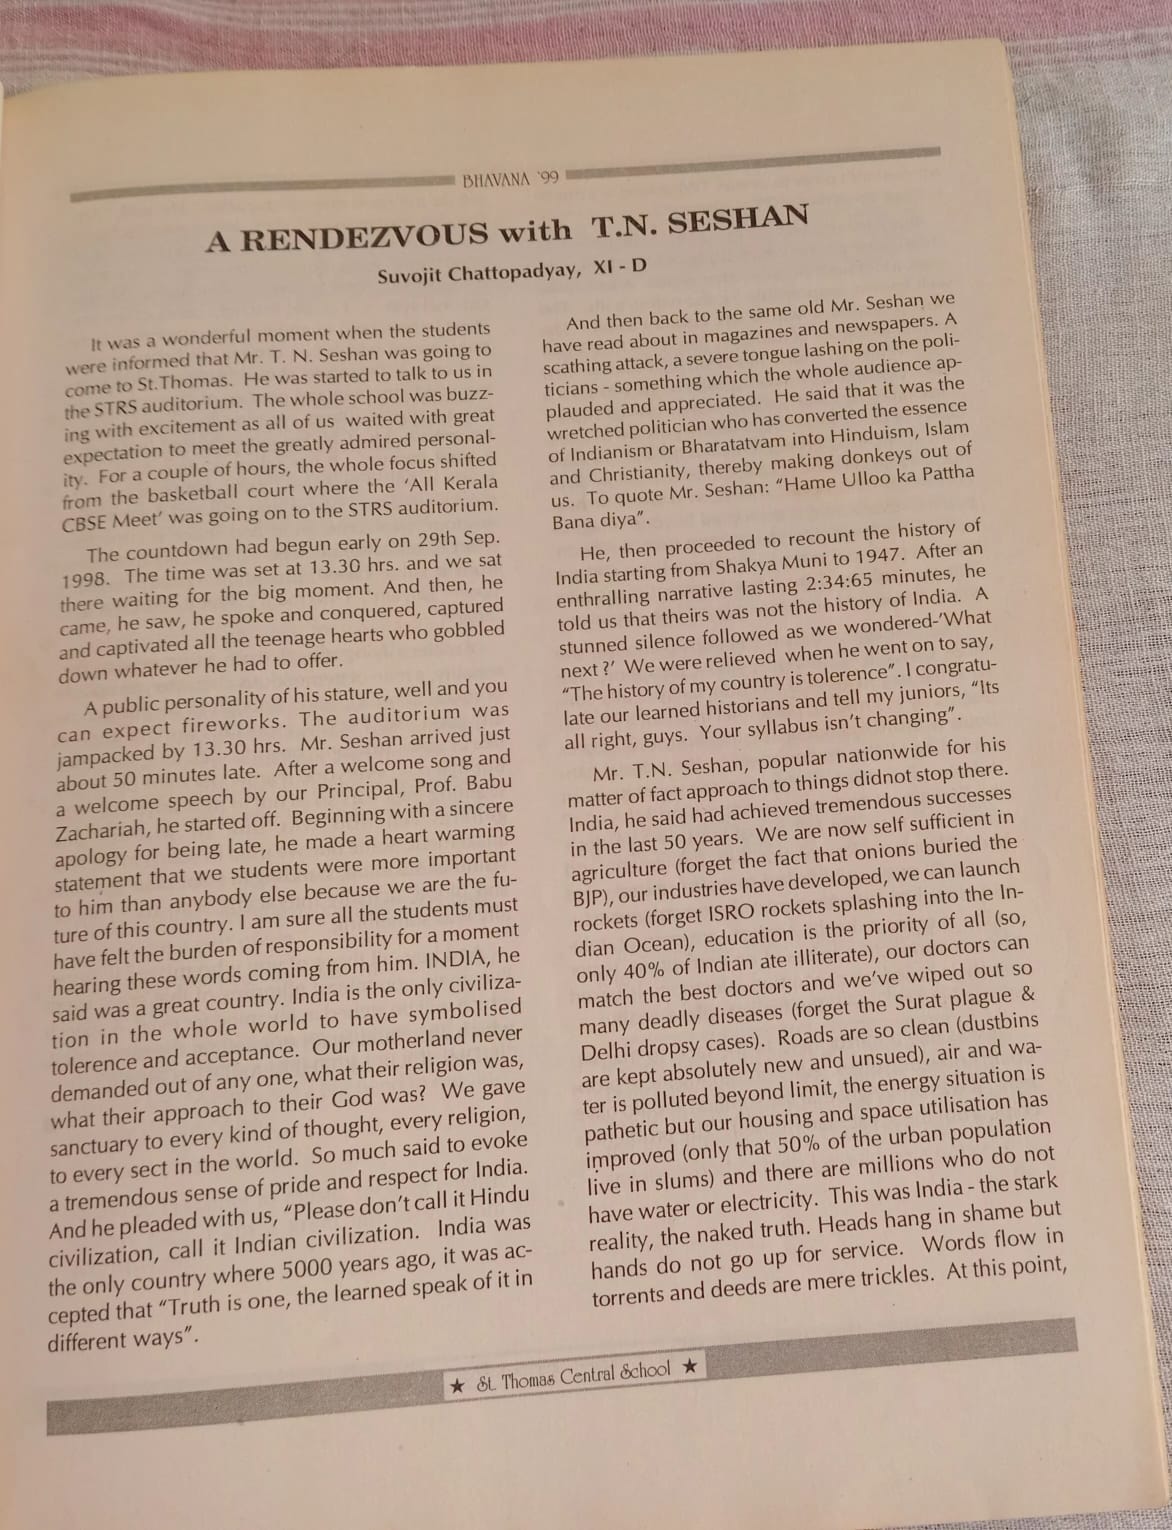 BHAVANA '99
A RENDEZVOUS with T.N. SESHAN
Suvojit Chattopadyay, XI - D
It was a wonderful moment when the students
were informed that Mr. T. N. Seshan was going to
come to St.Thomas. He was started to talk to us in
the STRS auditorium. The whole school was buzz-
ing with excitement as all of us waited with great
expectation to meet the greatly admired personal-
ity. For a couple of hours, the whole focus shifted
from the basketball court where the 'All Kerala
CBSE Meet' was going on to the STRS auditorium.
The countdown had begun early on 29th Sep.
1998. The time was set at 13.30 hrs. and we sat
there waiting for the big moment. And then, he
came, he saw, he spoke and conquered, captured
and captivated all the teenage hearts who gobbled
down whatever he had to offer.
A public personality of his stature, well and you
can expect fireworks. The auditorium was
jampacked by 13.30 hrs. Mr. Seshan arrived just
about 50 minutes late. After a welcome song and
a welcome speech by our Principal, Prof. Babu
Zachariah, he started off. Beginning with a sincere
apology for being late, he made a heart warming
statement that we students were more important
to him than anybody else because we are the fu-
ture of this country. I am sure all the students must
have felt the burden of responsibility for a moment
hearing these words coming from him. INDIA, he
said was a great country. India is the only civiliza-
tion in the whole world to have symbolised
tolerence and acceptance. Our motherland never
demanded out of any one, what their religion was,
what their approach to their God was? We gave
sanctuary to every kind of thought, every religion,
to every sect in the world. So much said to evoke
a tremendous sense of pride and respect for India.
And he pleaded with us, "Please don't call it Hindu
civilization, call it Indian civilization. India was
the only country where 5000 years ago, it was ac-
cepted that "Truth is one, the learned speak of it in
different ways".
And then back to the same old Mr. Seshan we
have read about in magazines and newspapers. A
scathing attack, a severe tongue lashing on the poli-
ticians - something which the whole audience ap-
plauded and appreciated. He said that it was the
wretched politician who has converted the essence
of Indianism or Bharatatvam into Hinduism, Islam
and Christianity, thereby making donkeys out of
us. To quote Mr. Seshan: "Hame Ulloo ka Pattha
Bana diya".
He, then proceeded to recount the history of
India starting from Shakya Muni to 1947. After an
enthralling narrative lasting 2:34:65 minutes, he
told us that theirs was not the history of India. A
stunned silence followed as we wondered-'What
next ?' We were relieved when he went on to say,
"The history of my country is tolerence". I congratu-
late our learned historians and tell my juniors, "Its
all right, guys. Your syllabus isn't changing".
Mr. T.N. Seshan, popular nationwide for his
matter of fact approach to things didnot stop there.
India, he said had achieved tremendous successes
in the last 50 years. We are now self sufficient in
agriculture (forget the fact that onions buried the
BJP), our industries have developed, we can launch
rockets (forget ISRO rockets splashing into the In-
dian Ocean), education is the priority of all (so,
only 40% of Indian ate illiterate), our doctors can
match the best doctors and we've wiped out so
many deadly diseases (forget the Surat plague &
Delhi dropsy cases). Roads are so clean (dustbins
are kept absolutely new and unsued), air and wa-
ter is polluted beyond limit, the energy situation is
pathetic but our housing and space utilisation has
improved (only that 50% of the urban population
live in slums) and there are millions who do not
have water or electricity. This was India - the stark
reality, the naked truth. Heads hang in shame but
hands do not go up for service. Words flow in
torrents and deeds are mere trickles. At this point,
★ St. Thomas Central School ★